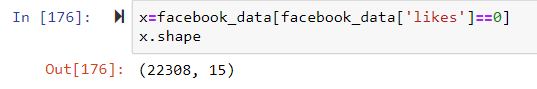 In [176]: x=facebook_data[facebook_data['likes']==0]
x.shape
Out[176]: (22308, 15)